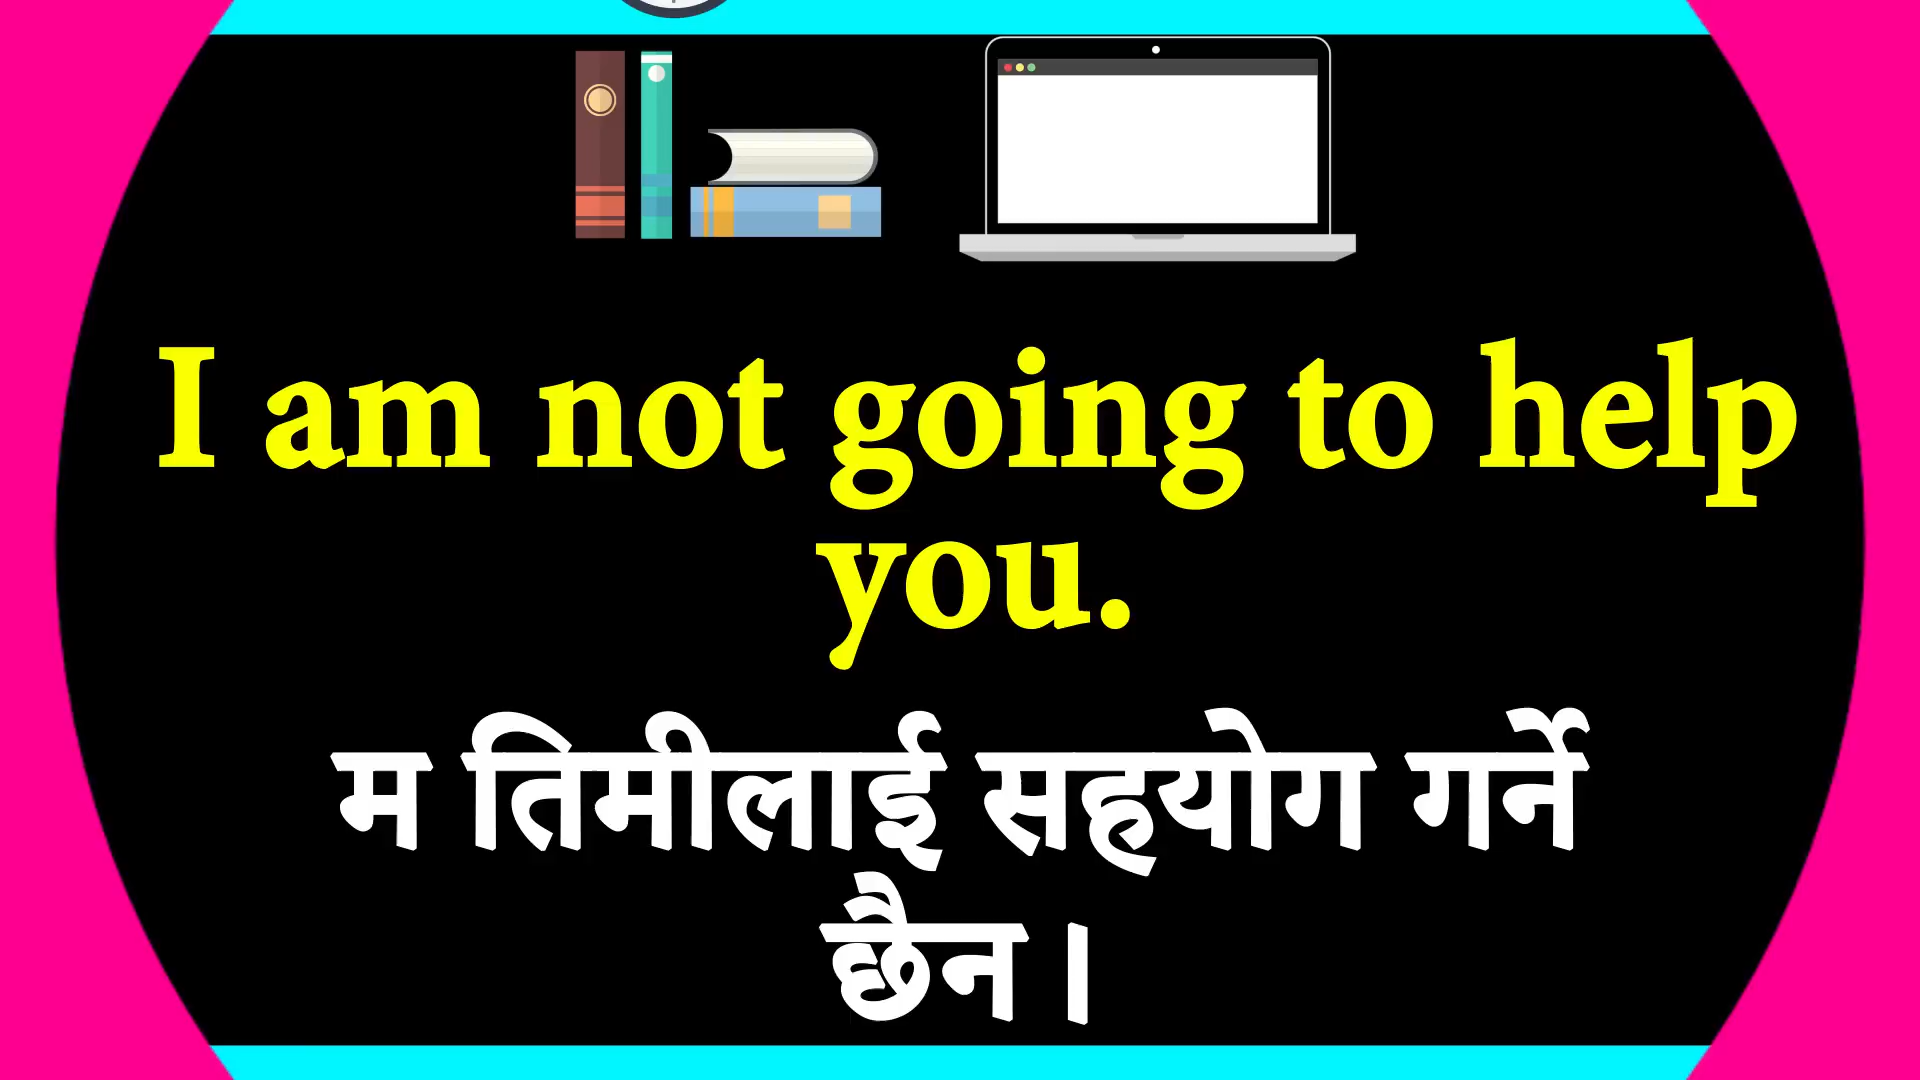 I am not going to help
you.
म तिमीलाई सहयोग गर्ने
छैन ।